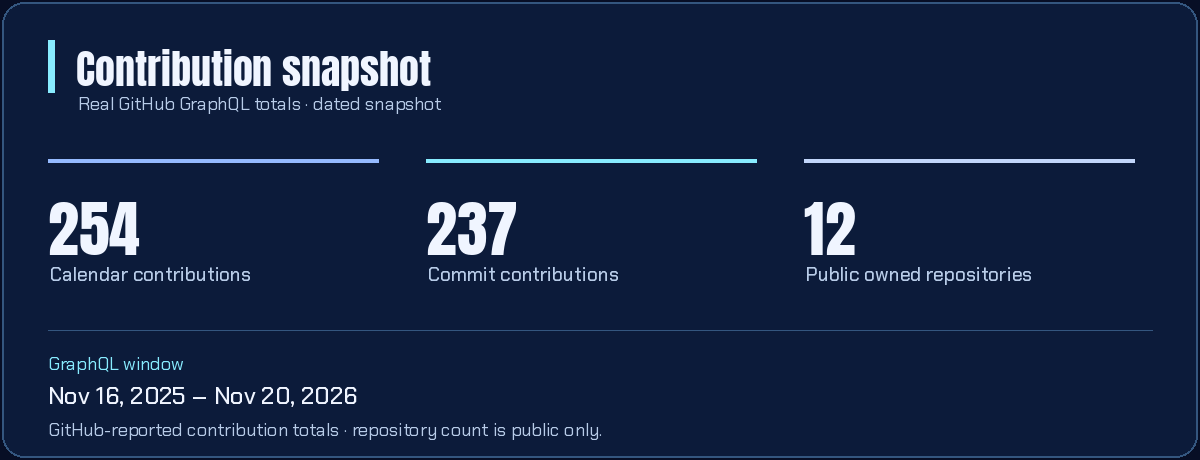 Contribution snapshot
Real GitHub GraphQL totals · dated snapshot
254
Calendar contributions
237
Commit contributions
12
Public owned repositories
GraphQL window
Nov 16, 2025 – Nov 20, 2026
GitHub-reported contribution totals · repository count is public only.